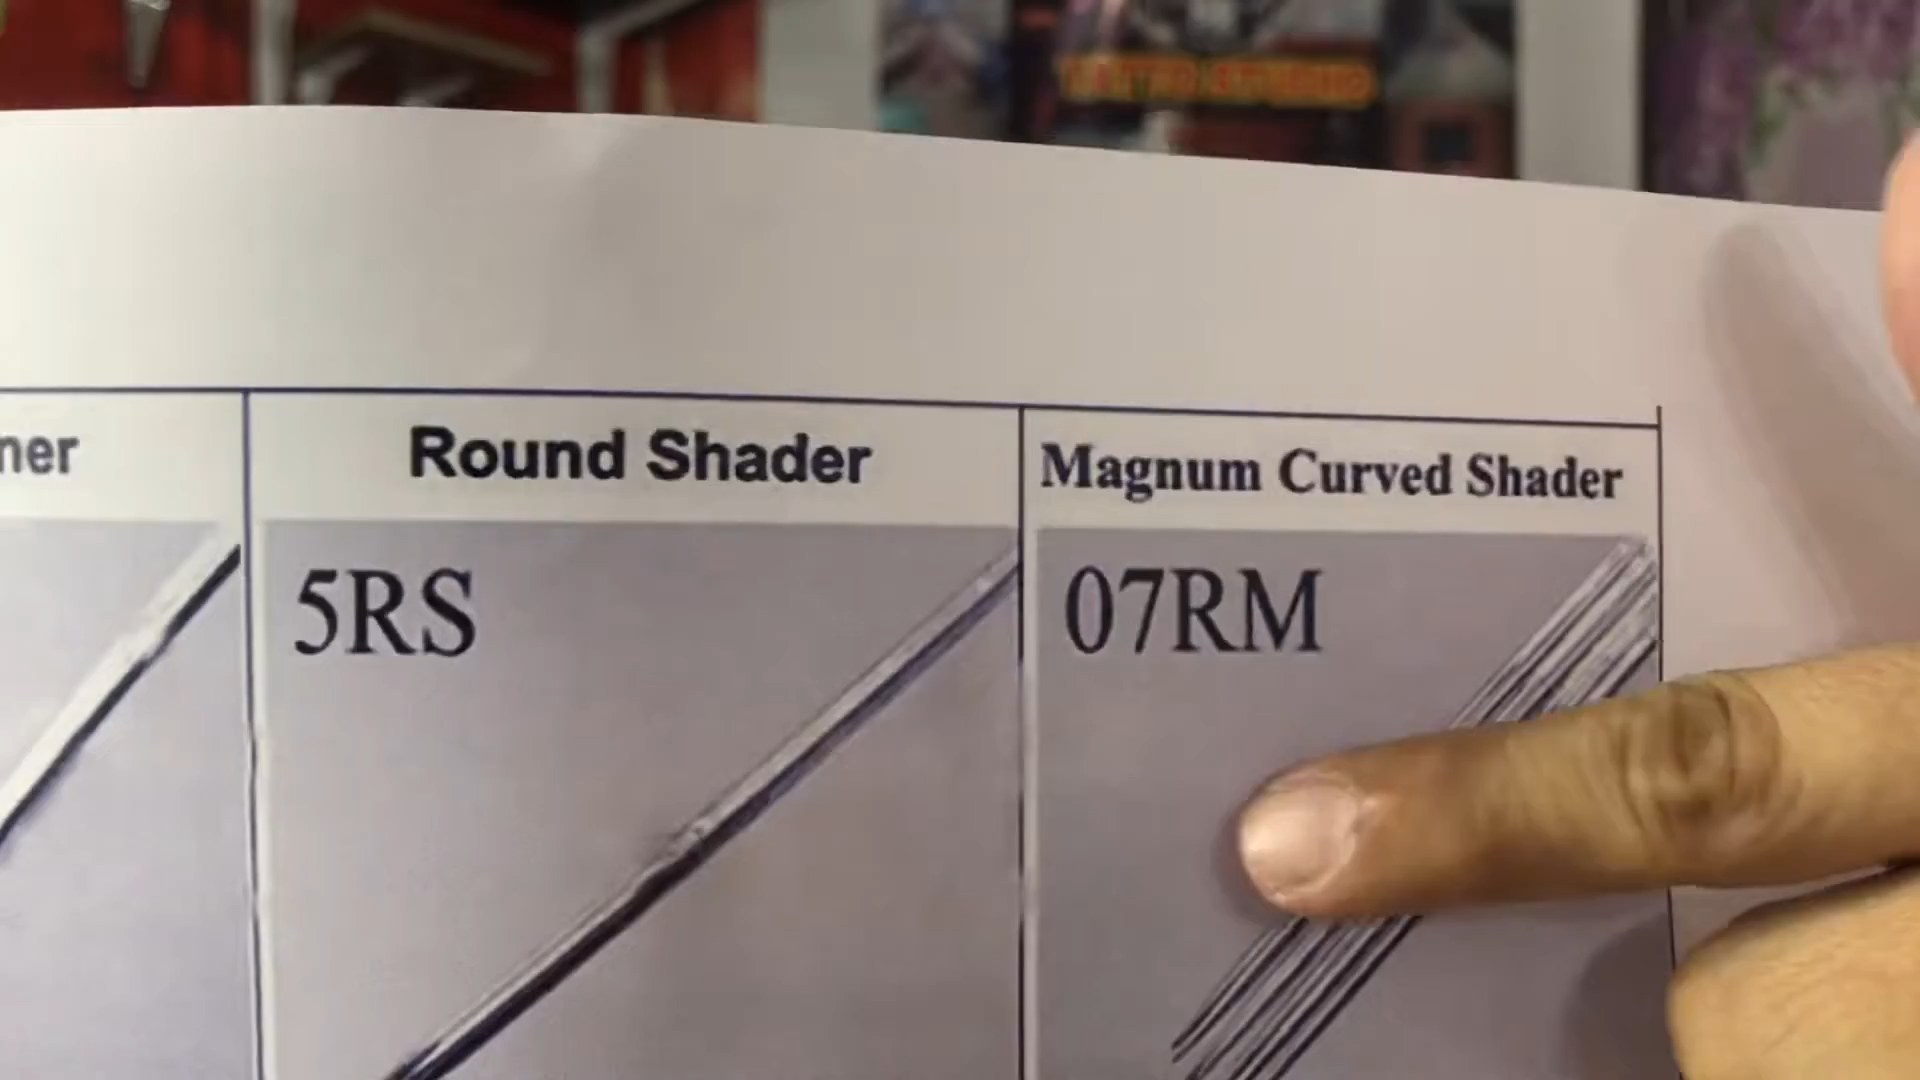 ner
Round Shader
Magnum Curved Shader
5RS
07RM